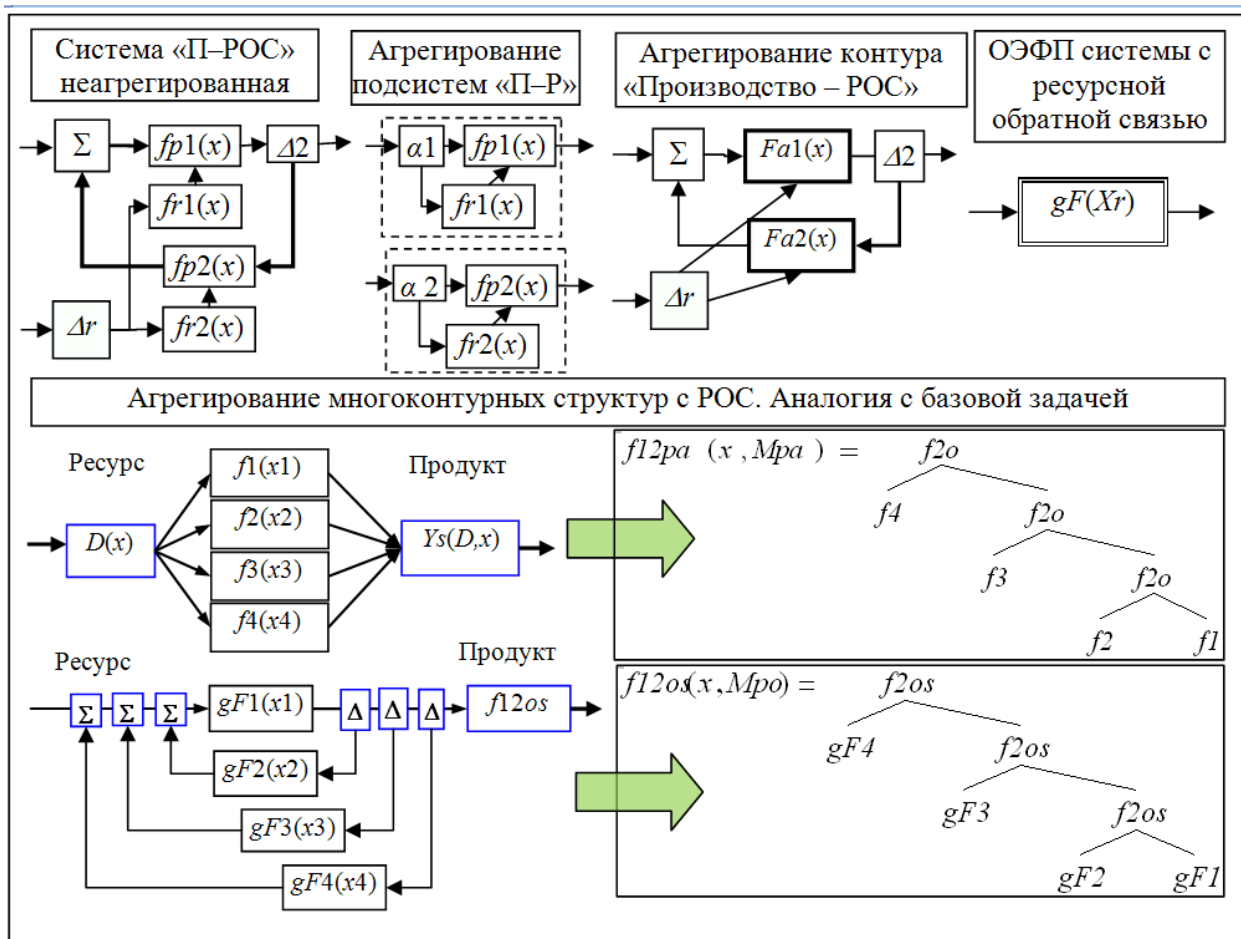 Система «П–РОС»
неагрегированная
Агрегирование
подсистем «П–Р»
Агрегирование контура
«Производство – РОС»
ОЭФП системы с
ресурсной
обратной связью
Σ
fp1(x)
Δ2
fr1(x)
fp2(x)
Δr
fr2(x)
α1
fp1(x)
fr1(x)
α 2
fp2(x)
fr2(x)
Σ
Fa1(x)
Δ2
Fa2(x)
Δr
gF(Xr)
Агрегирование многоконтурных структур с РОС. Аналогия с базовой задачей
Ресурс
Продукт
D(x)
f1(x1)
f2(x2)
f3(x3)
f4(x4)
Ys(D,x)
f12pa (x , Mpa ) = f2o
f4 f2o
f3 f2o
f2 f1
Ресурс
Продукт
Σ Σ Σ gF1(x1) Δ Δ Δ f12os
gF2(x2)
gF3(x3)
gF4(x4)
f12os(x , Mpo) = f2os
gF4 f2os
gF3 f2os
gF2 gF1